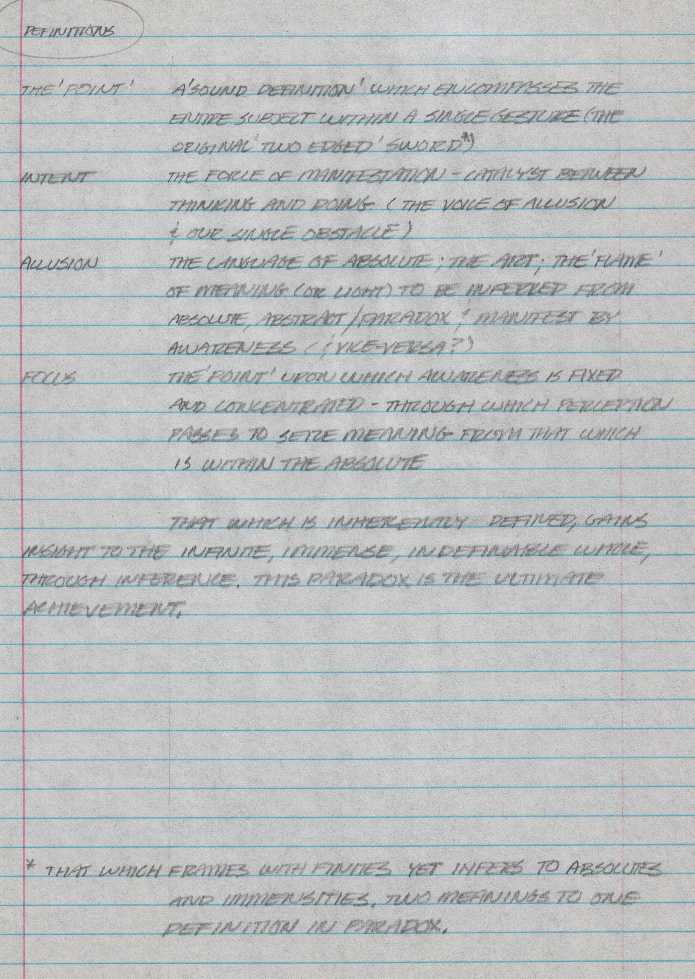 DEFINITIONS
THE 'POINT' A 'SOUND DEFINITION' WHICH ENCOMPASSES THE
ENTIRE SUBJECT WITHIN A SINGLE GESTURE (THE
ORIGINAL 'TWO EDGED' SWORD*)
INTENT THE FORCE OF MANIFESTATION - CATALYST BETWEEN
THINKING AND DOING (THE VOICE OF ALLUSION
& OUR SINGLE OBSTACLE)
ALLUSION THE LANGUAGE OF ABSOLUTE; THE ART; THE 'FLAME'
OF MEANING (OR LIGHT) TO BE INFERRED FROM
ABSOLUTE, ABSTRACT/PARADOX & MANIFEST BY
AWARENESS (& VICE-VERSA?)
FOCUS THE 'POINT' UPON WHICH AWARENESS IS FIXED
AND CONCENTRATED - THROUGH WHICH PERCEPTION
PASSES TO SEIZE MEANING FROM THAT WHICH
IS WITHIN THE ABSOLUTE
THAT WHICH IS INHERENTLY DEFINED, GAINS
INSIGHT TO THE INFINITE, IMMENSE, INDEFINABLE WHOLE,
THROUGH INFERENCE. THIS PARADOX IS THE ULTIMATE
ACHIEVEMENT.
* THAT WHICH FRAMES WITH FINITES YET INFERS TO ABSOLUTES
AND IMMENSITIES. TWO MEANINGS TO ONE
DEFINITION IN PARADOX.